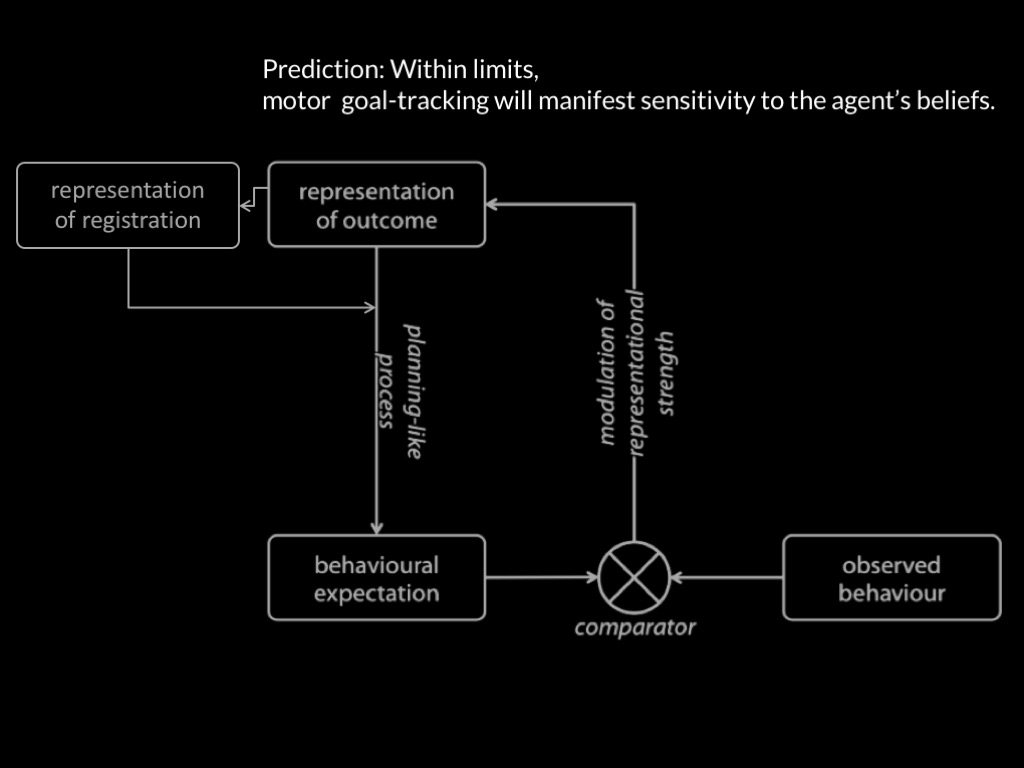 Prediction: Within limits,
motor goal-tracking will manifest sensitivity to the agent’s beliefs.
representation
of registration
representation
of outcome
planning-like
process
modulation of
representational
strength
behavioural
expectation
comparator
observed
behaviour